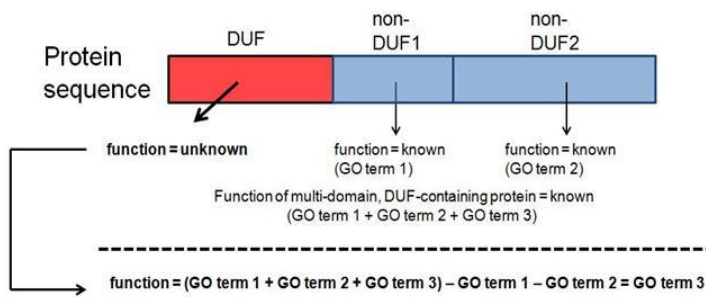 DUF
non-
DUF1
non-
DUF2
Protein
sequence
function = unknown
function = known
(GO term 1)
function = known
(GO term 2)
Function of multi-domain, DUF-containing protein = known
(GO term 1 + GO term 2 + GO term 3)
function = (GO term 1 + GO term 2 + GO term 3) – GO term 1 – GO term 2 = GO term 3